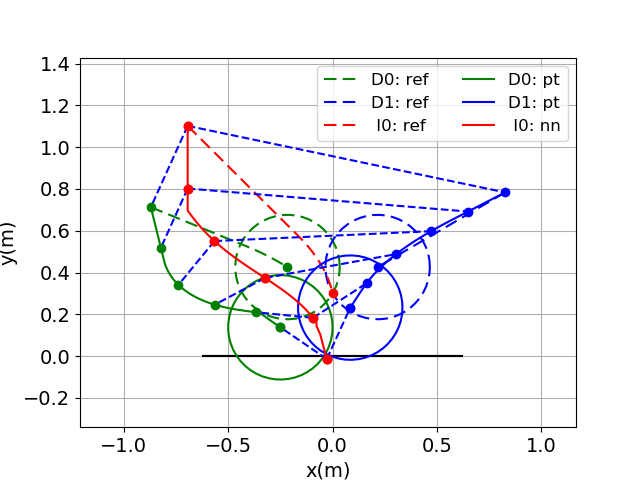 1.4
1.2
1.0
0.8
0.6
0.4
0.2
0.0
−0.2
y(m)
D0: ref
D1: ref
I0: ref
D0: pt
D1: pt
I0: nn
−1.0 −0.5 0.0 0.5 1.0
x(m)